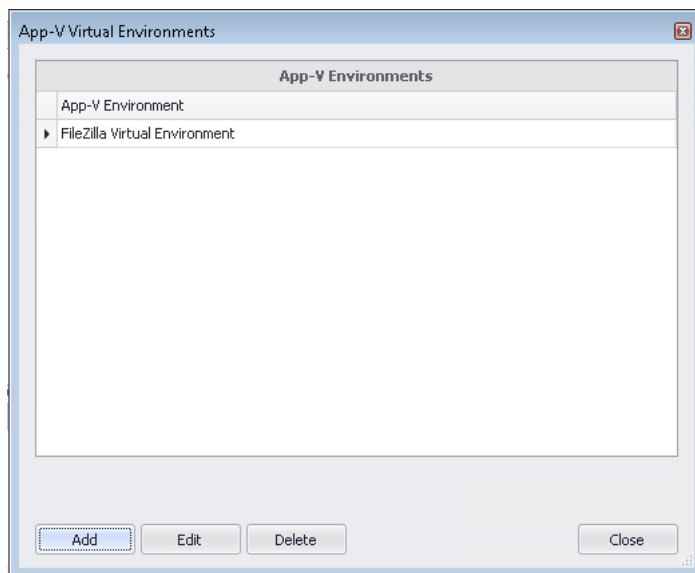 App-V Virtual Environments
App-V Environments
App-V Environment
FileZilla Virtual Environment
Add Edit Delete Close